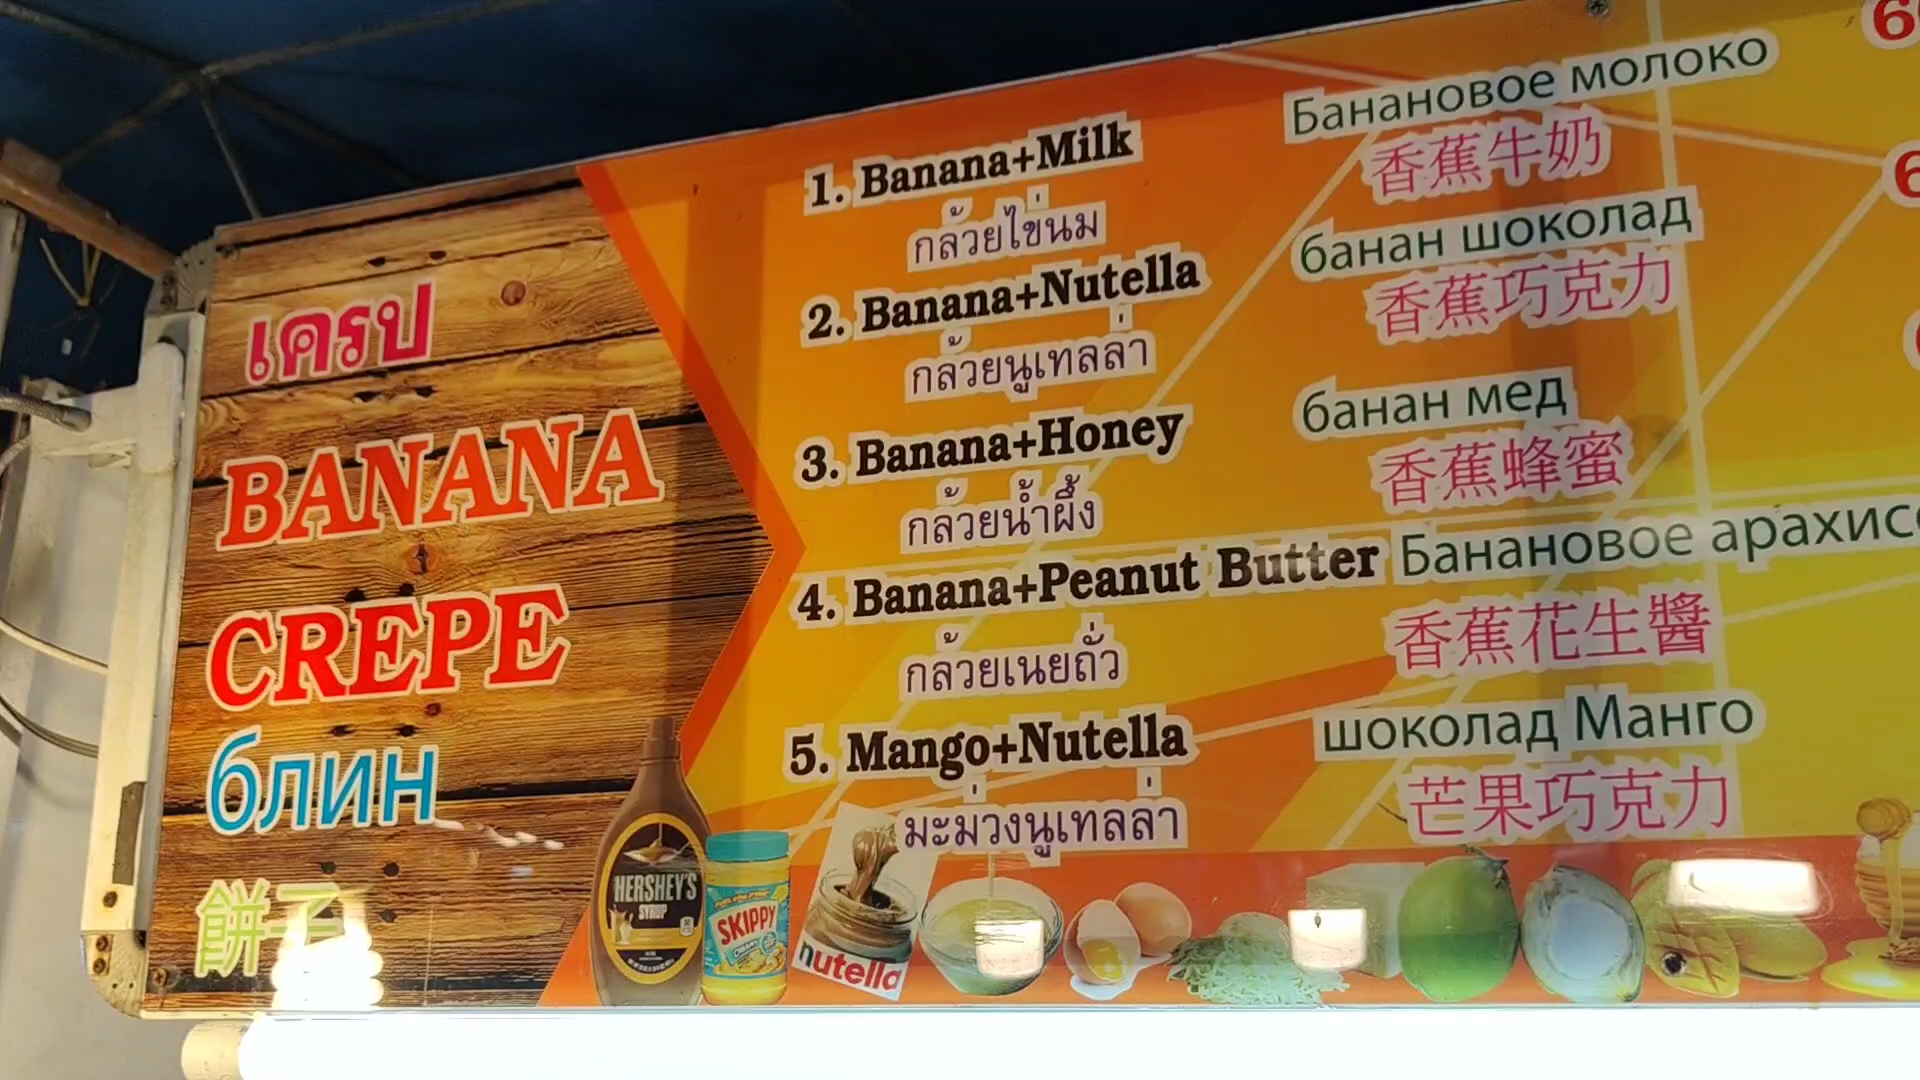 เครป
BANANA
CREPE
блин
餅子
1. Banana+Milk
กล้วยไข่นม
Банановое молоко
香蕉牛奶
2. Banana+Nutella
กล้วยนูเทลล่า
банан шоколад
香蕉巧克力
3. Banana+Honey
กล้วยน้ำผึ้ง
банан мед
香蕉蜂蜜
4. Banana+Peanut Butter
กล้วยเนยถั่ว
Банановое
香蕉花生醬
5. Mango+Nutella
มะม่วงนูเทลล่า
шоколад Манго
芒果巧克力
HERSHEY'S
SYRUP
SKIPPY
CREAMY
nutella